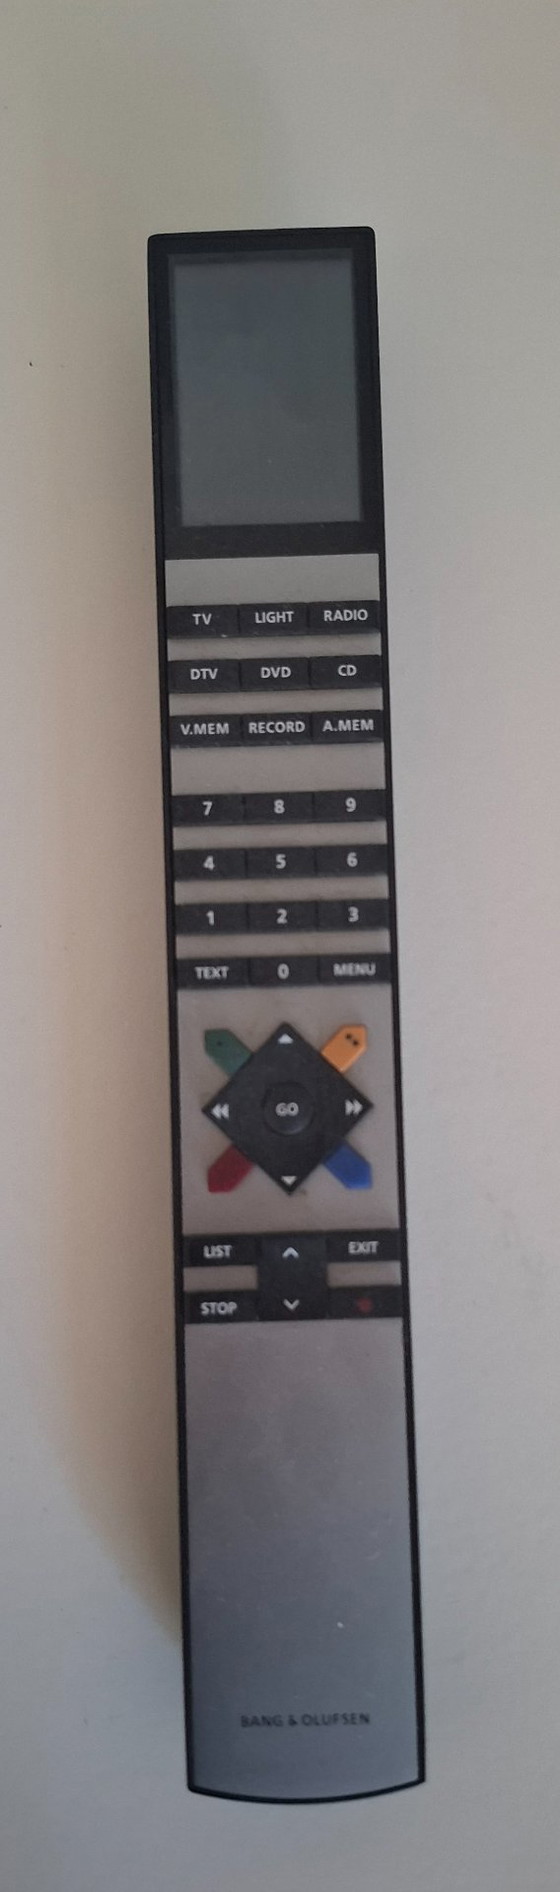 TV LIGHT RADIO
DTV DVD CD
V.MEM RECORD A.MEM
7 8 9
4 5 6
1 2 3
TEXT 0 MENU
GO
LIST EXIT
STOP
BANG & OLUFSEN